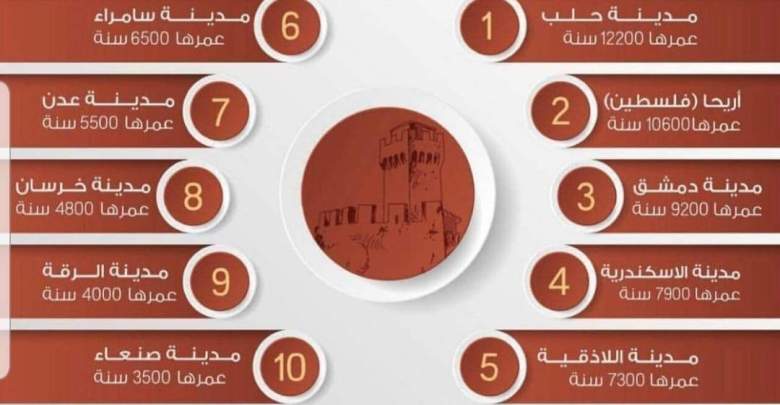 1
مدينة حلب
عمرها 12200 سنة
2
أريحا (فلسطين)
عمرها10600 سنة
3
مدينة دمشق
عمرها 9200 سنة
4
مدينة الاسكندرية
عمرها 7900 سنة
5
مدينة اللاذقية
عمرها 7300 سنة
6
مدينة سامراء
عمرها 6500 سنة
7
مدينة عدن
عمرها 5500 سنة
8
مدينة خرسان
عمرها 4800 سنة
9
مدينة الرقة
عمرها 4000 سنة
10
مدينة صنعاء
عمرها 3500 سنة